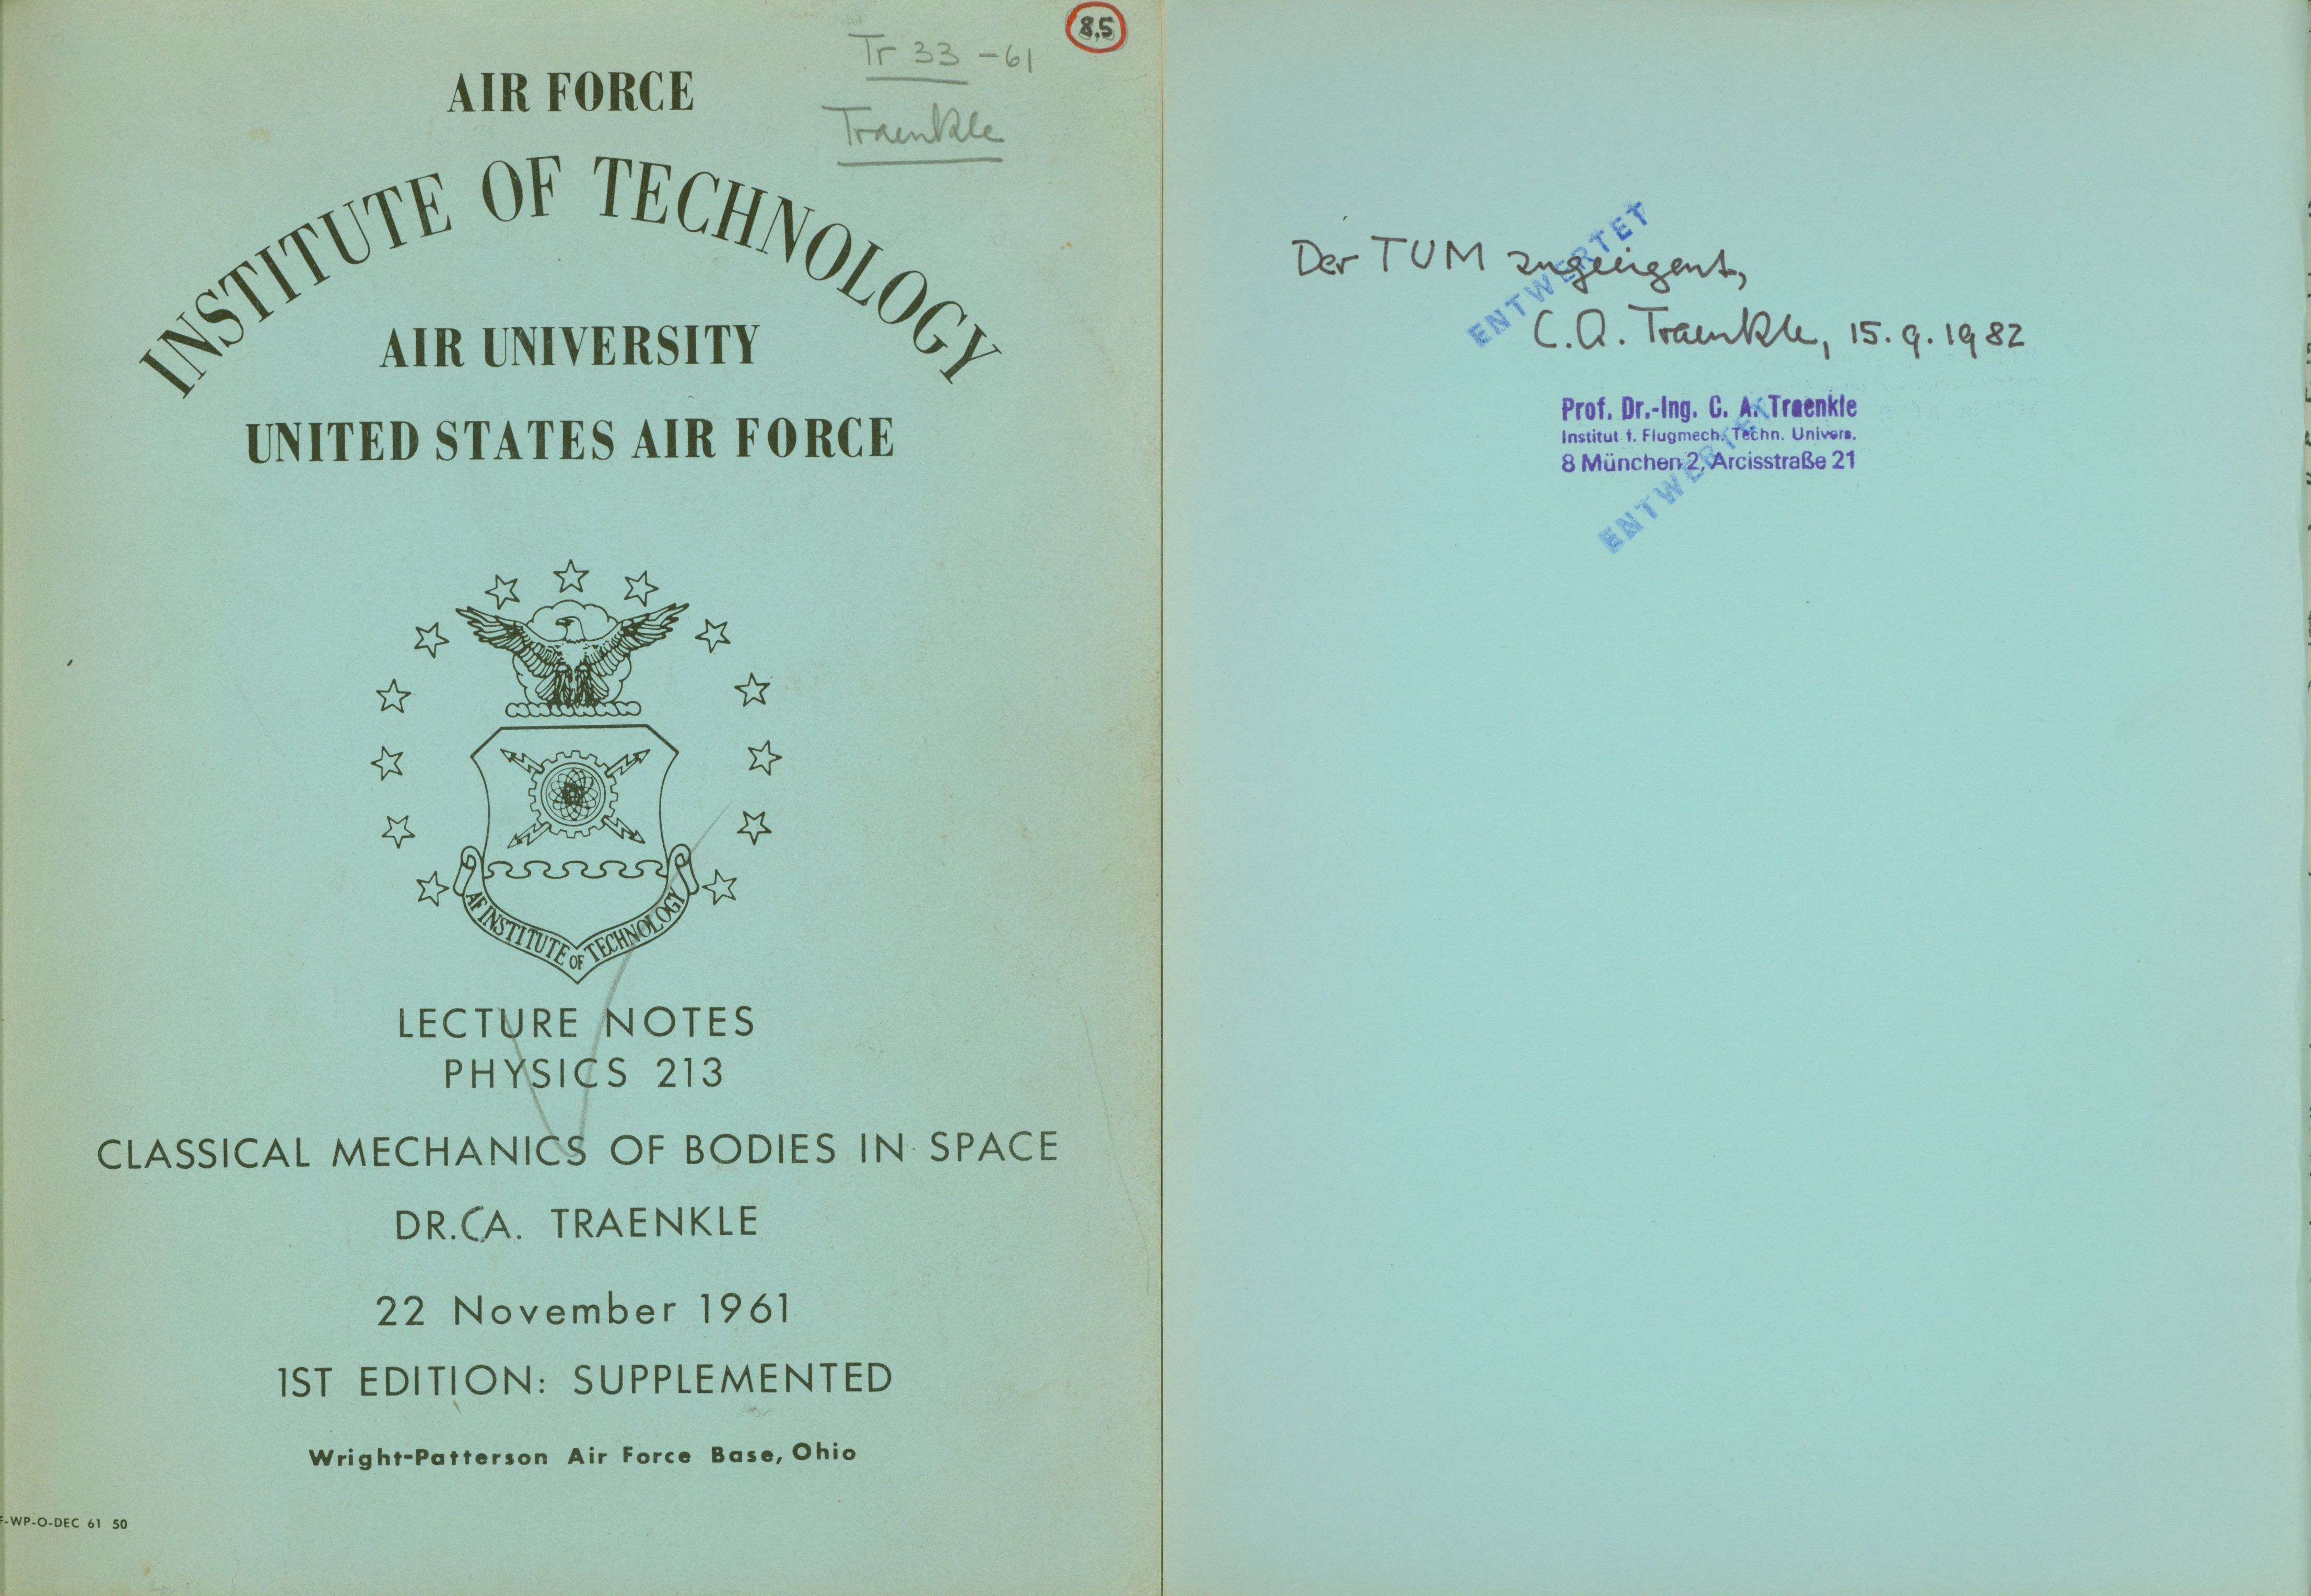 8.5
Tr 33 - 61
Traenkle
AIR FORCE
INSTITUTE OF TECHNOLOGY
AIR UNIVERSITY
UNITED STATES AIR FORCE
AF INSTITUTE OF TECHNOLOGY
LECTURE NOTES
PHYSICS 213
CLASSICAL MECHANICS OF BODIES IN SPACE
DR.CA. TRAENKLE
22 November 1961
1ST EDITION: SUPPLEMENTED
Wright-Patterson Air Force Base, Ohio
F-WP-O-DEC 61 50
Der TUM zugeeignet,
C.A. Traenkle, 15.9.1982
ENTWERTET
Prof. Dr.-Ing. C. A. Traenkle
Institut f. Flugmech. Techn. Univers.
8 München 2, Arcisstraße 21
ENTWERTET